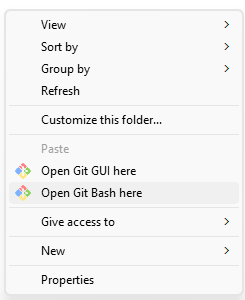 View
Sort by
Group by
Refresh
Customize this folder...
Paste
Open Git GUI here
Open Git Bash here
Give access to
New
Properties